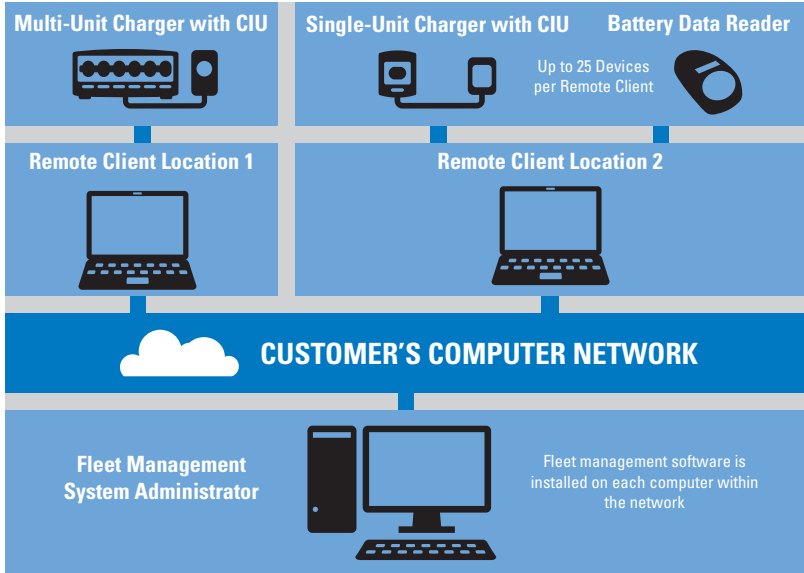 Multi-Unit Charger with CIU
Single-Unit Charger with CIU
Battery Data Reader
Up to 25 Devices
per Remote Client
Remote Client Location 1
Remote Client Location 2
CUSTOMER'S COMPUTER NETWORK
Fleet Management
System Administrator
Fleet management software is
installed on each computer within
the network